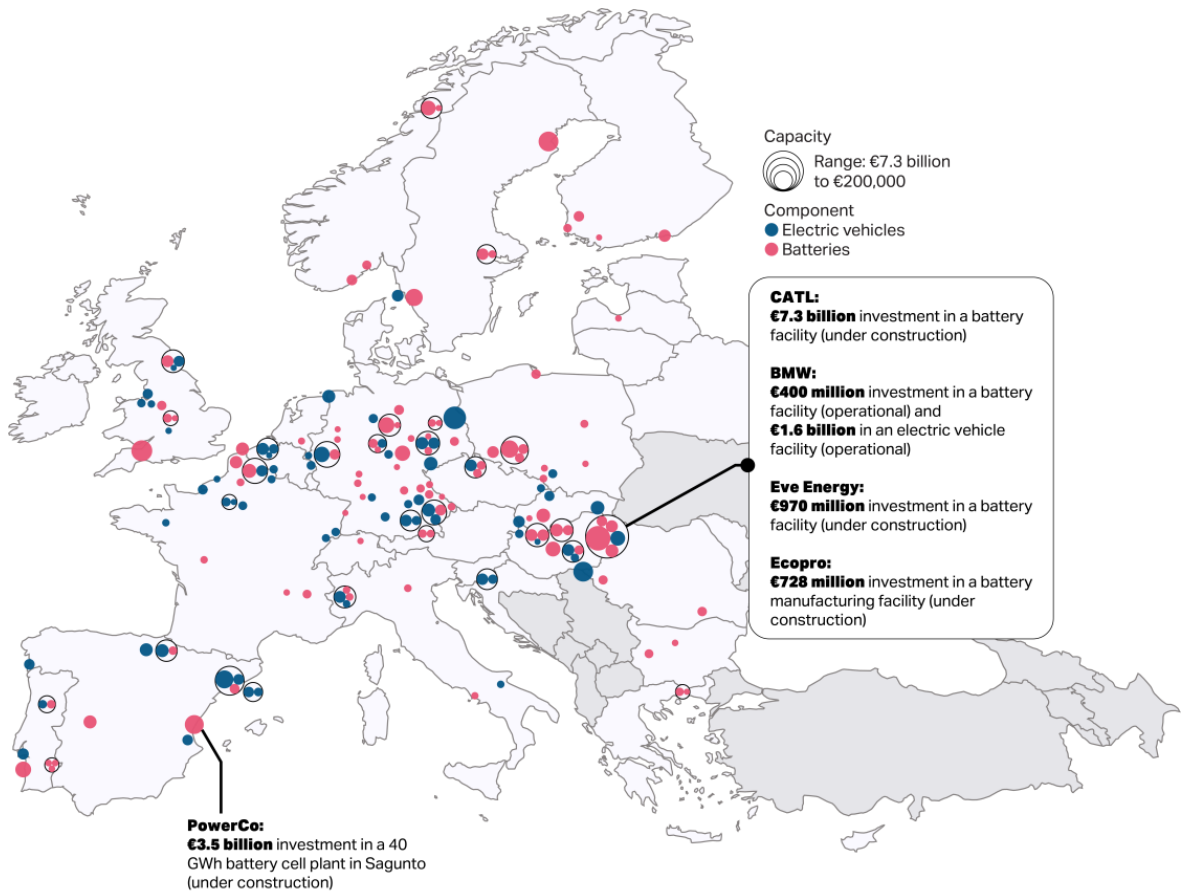 Capacity
Range: €7.3 billion
to €200,000
Component
Electric vehicles
Batteries
CATL:
€7.3 billion investment in a battery
facility (under construction)
BMW:
€400 million investment in a battery
facility (operational) and
€1.6 billion in an electric vehicle
facility (operational)
Eve Energy:
€970 million investment in a battery
facility (under construction)
Ecopro:
€728 million investment in a battery
manufacturing facility (under
construction)
PowerCo:
€3.5 billion investment in a 40
GWh battery cell plant in Sagunto
(under construction)